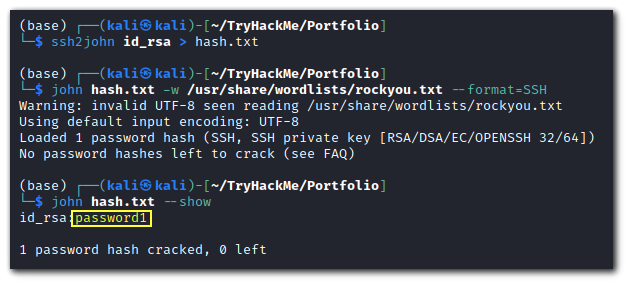 (base) ┌──(kali㉿kali)-[~/TryHackMe/Portfolio]
└─$ ssh2john id_rsa > hash.txt

(base) ┌──(kali㉿kali)-[~/TryHackMe/Portfolio]
└─$ john hash.txt -w /usr/share/wordlists/rockyou.txt --format=SSH
Warning: invalid UTF-8 seen reading /usr/share/wordlists/rockyou.txt
Using default input encoding: UTF-8
Loaded 1 password hash (SSH, SSH private key [RSA/DSA/EC/OPENSSH 32/64])
No password hashes left to crack (see FAQ)

(base) ┌──(kali㉿kali)-[~/TryHackMe/Portfolio]
└─$ john hash.txt --show
id_rsa:password1

1 password hash cracked, 0 left